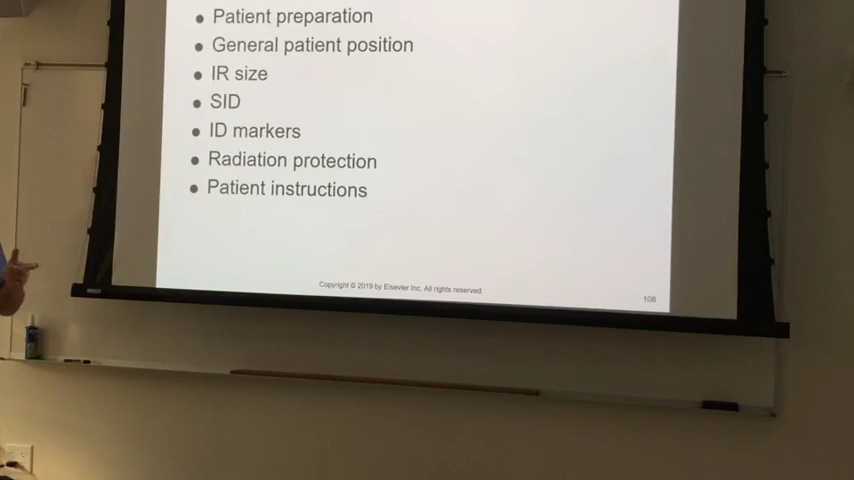 • Patient preparation
• General patient position
• IR size
• SID
• ID markers
• Radiation protection
• Patient instructions
Copyright © 2019 by Elsevier Inc. All rights reserved.
108